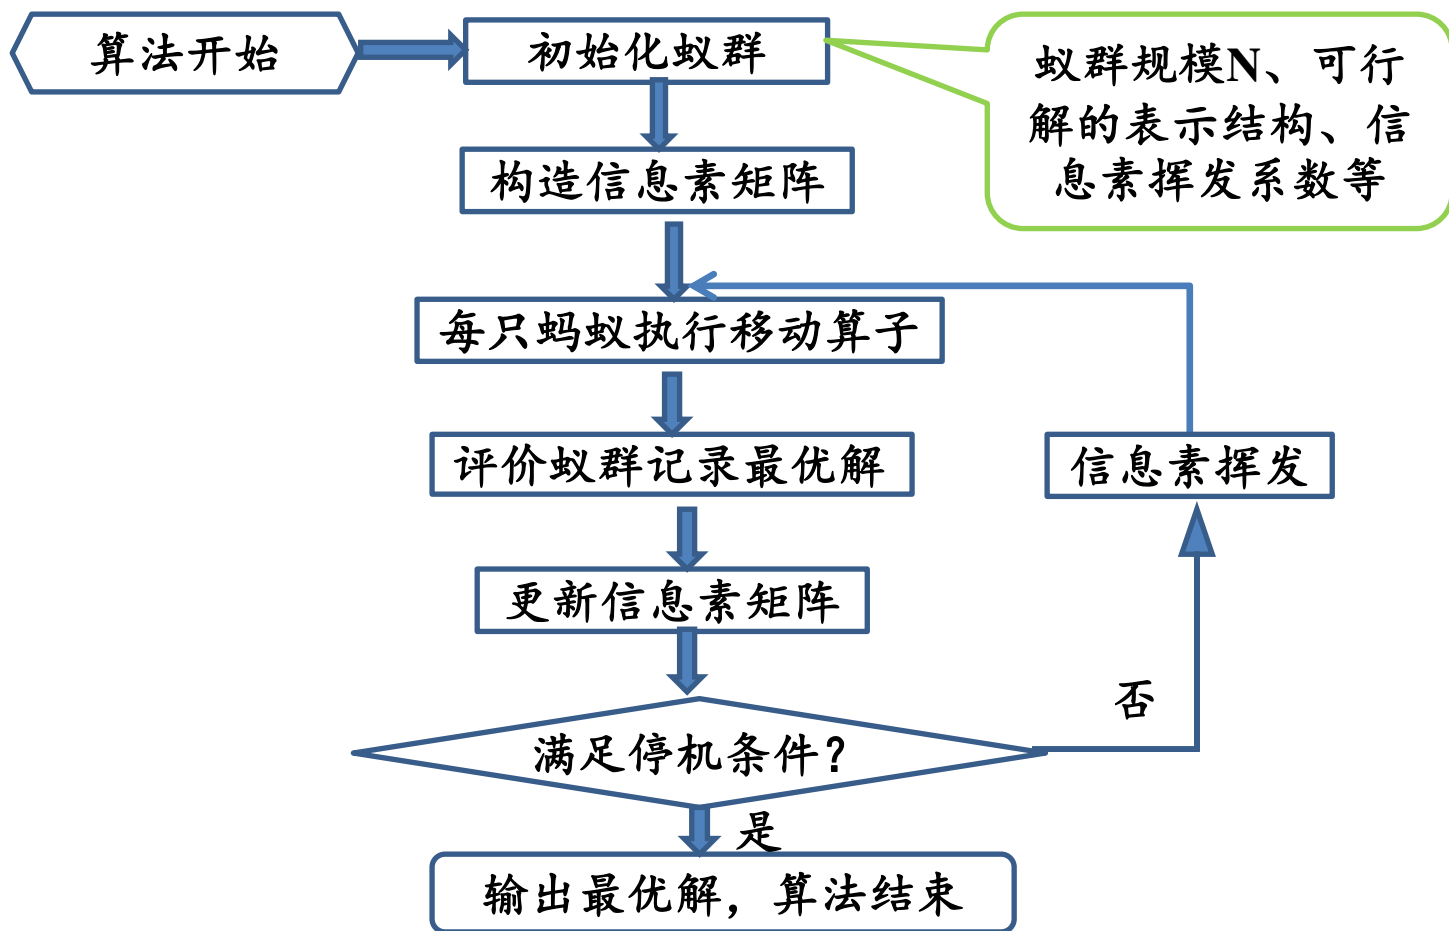 算法开始
初始化蚁群
蚁群规模N、可行
解的表示结构、信
息素挥发系数等
构造信息素矩阵
每只蚂蚁执行移动算子
评价蚁群记录最优解
信息素挥发
更新信息素矩阵
否
满足停机条件？
是
输出最优解，算法结束